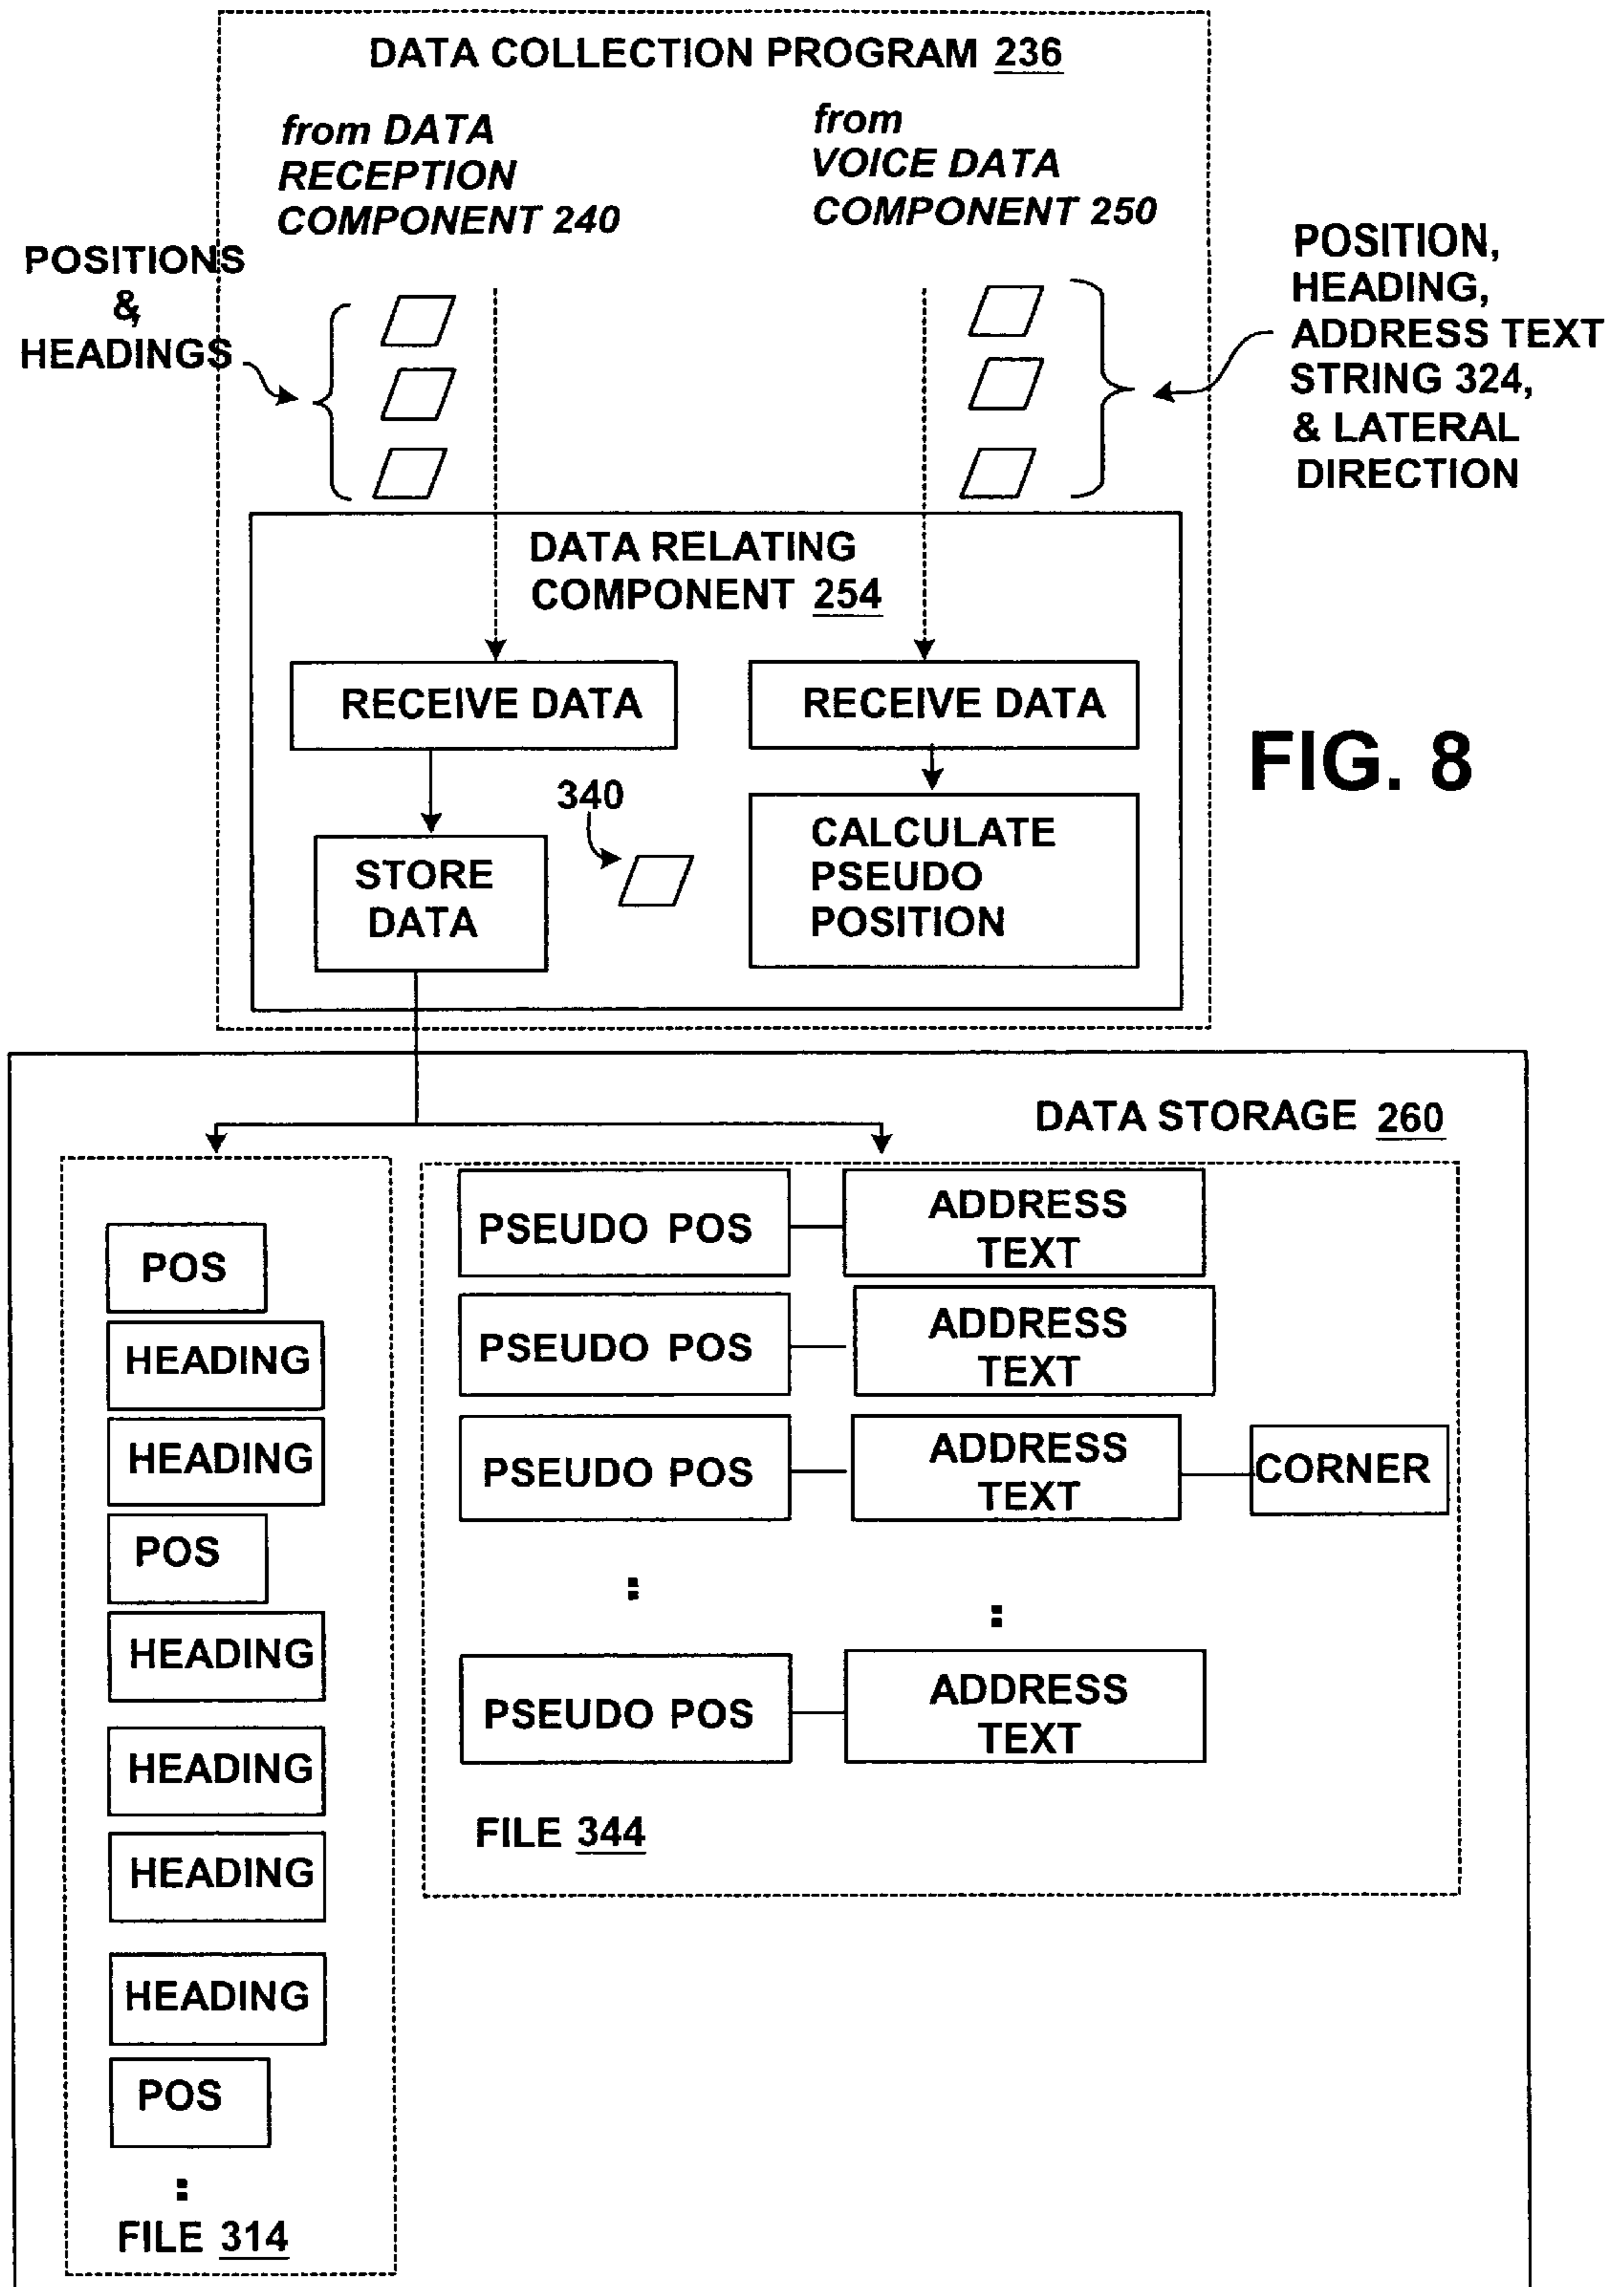 DATA COLLECTION PROGRAM 236
from DATA
RECEPTION
COMPONENT 240
from
VOICE DATA
COMPONENT 250
POSITIONS
&
HEADINGS
POSITION,
HEADING,
ADDRESS TEXT
STRING 324,
& LATERAL
DIRECTION
DATA RELATING
COMPONENT 254
RECEIVE DATA
RECEIVE DATA
FIG. 8
340
STORE
DATA
CALCULATE
PSEUDO
POSITION
DATA STORAGE 260
POS
HEADING
HEADING
POS
HEADING
HEADING
HEADING
HEADING
POS
:
FILE 314
PSEUDO POS
ADDRESS
TEXT
PSEUDO POS
ADDRESS
TEXT
PSEUDO POS
ADDRESS
TEXT
CORNER
:
:
PSEUDO POS
ADDRESS
TEXT
FILE 344